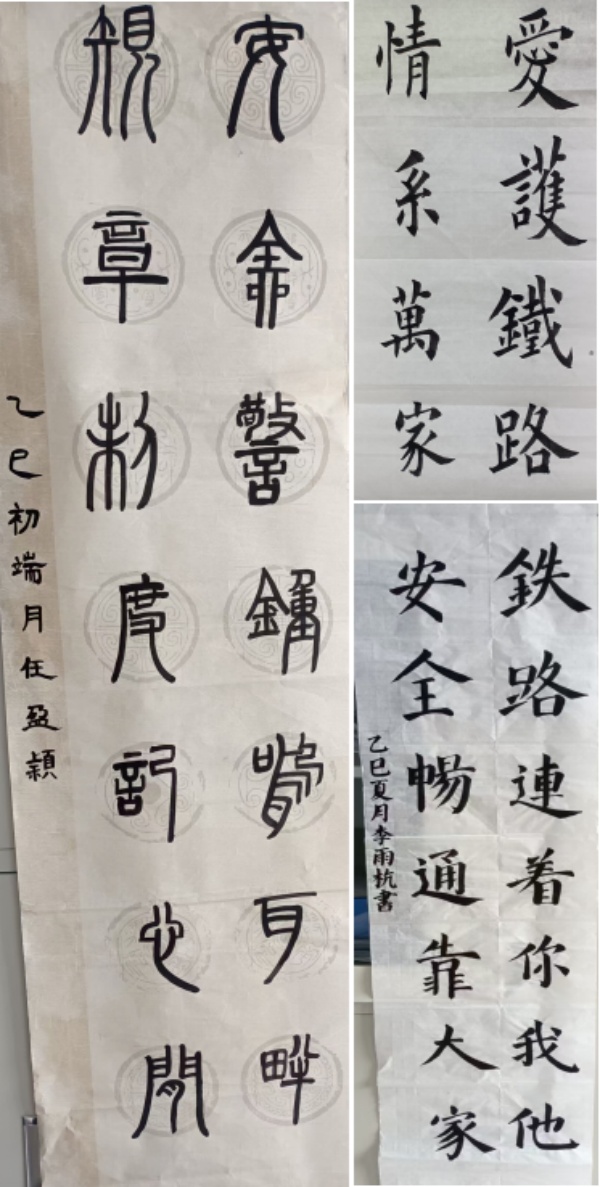 安全警鐘鳴耳畔
規章制度記心間
乙巳初端月任盈穎
愛護鐵路
情系萬家
鉄路連着你我他
安全暢通靠大家
乙巳夏月李雨杭書